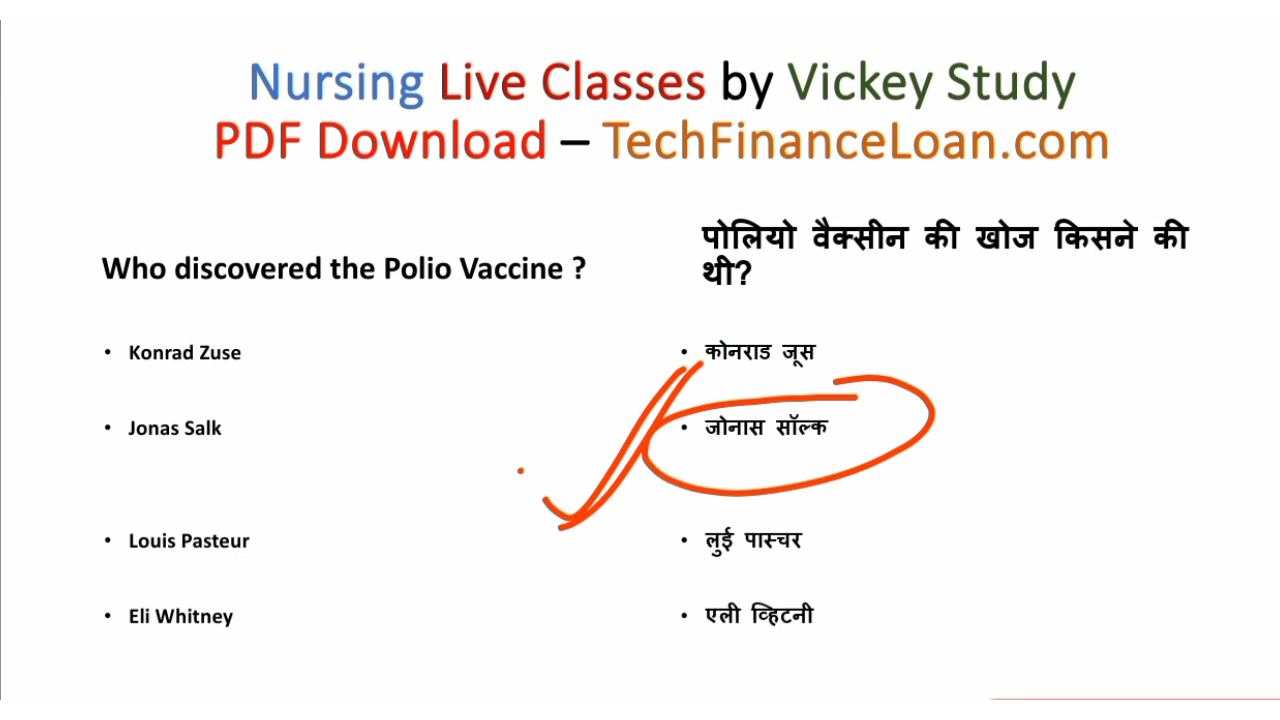 Nursing Live Classes by Vickey Study
PDF Download – TechFinanceLoan.com
Who discovered the Polio Vaccine ?
• Konrad Zuse
• Jonas Salk
• Louis Pasteur
• Eli Whitney
पोलियो वैक्सीन की खोज किसने की
थी?
• कोनराड जूस
• जोनास सॉल्क
• लुई पास्चर
• एली व्हिटनी